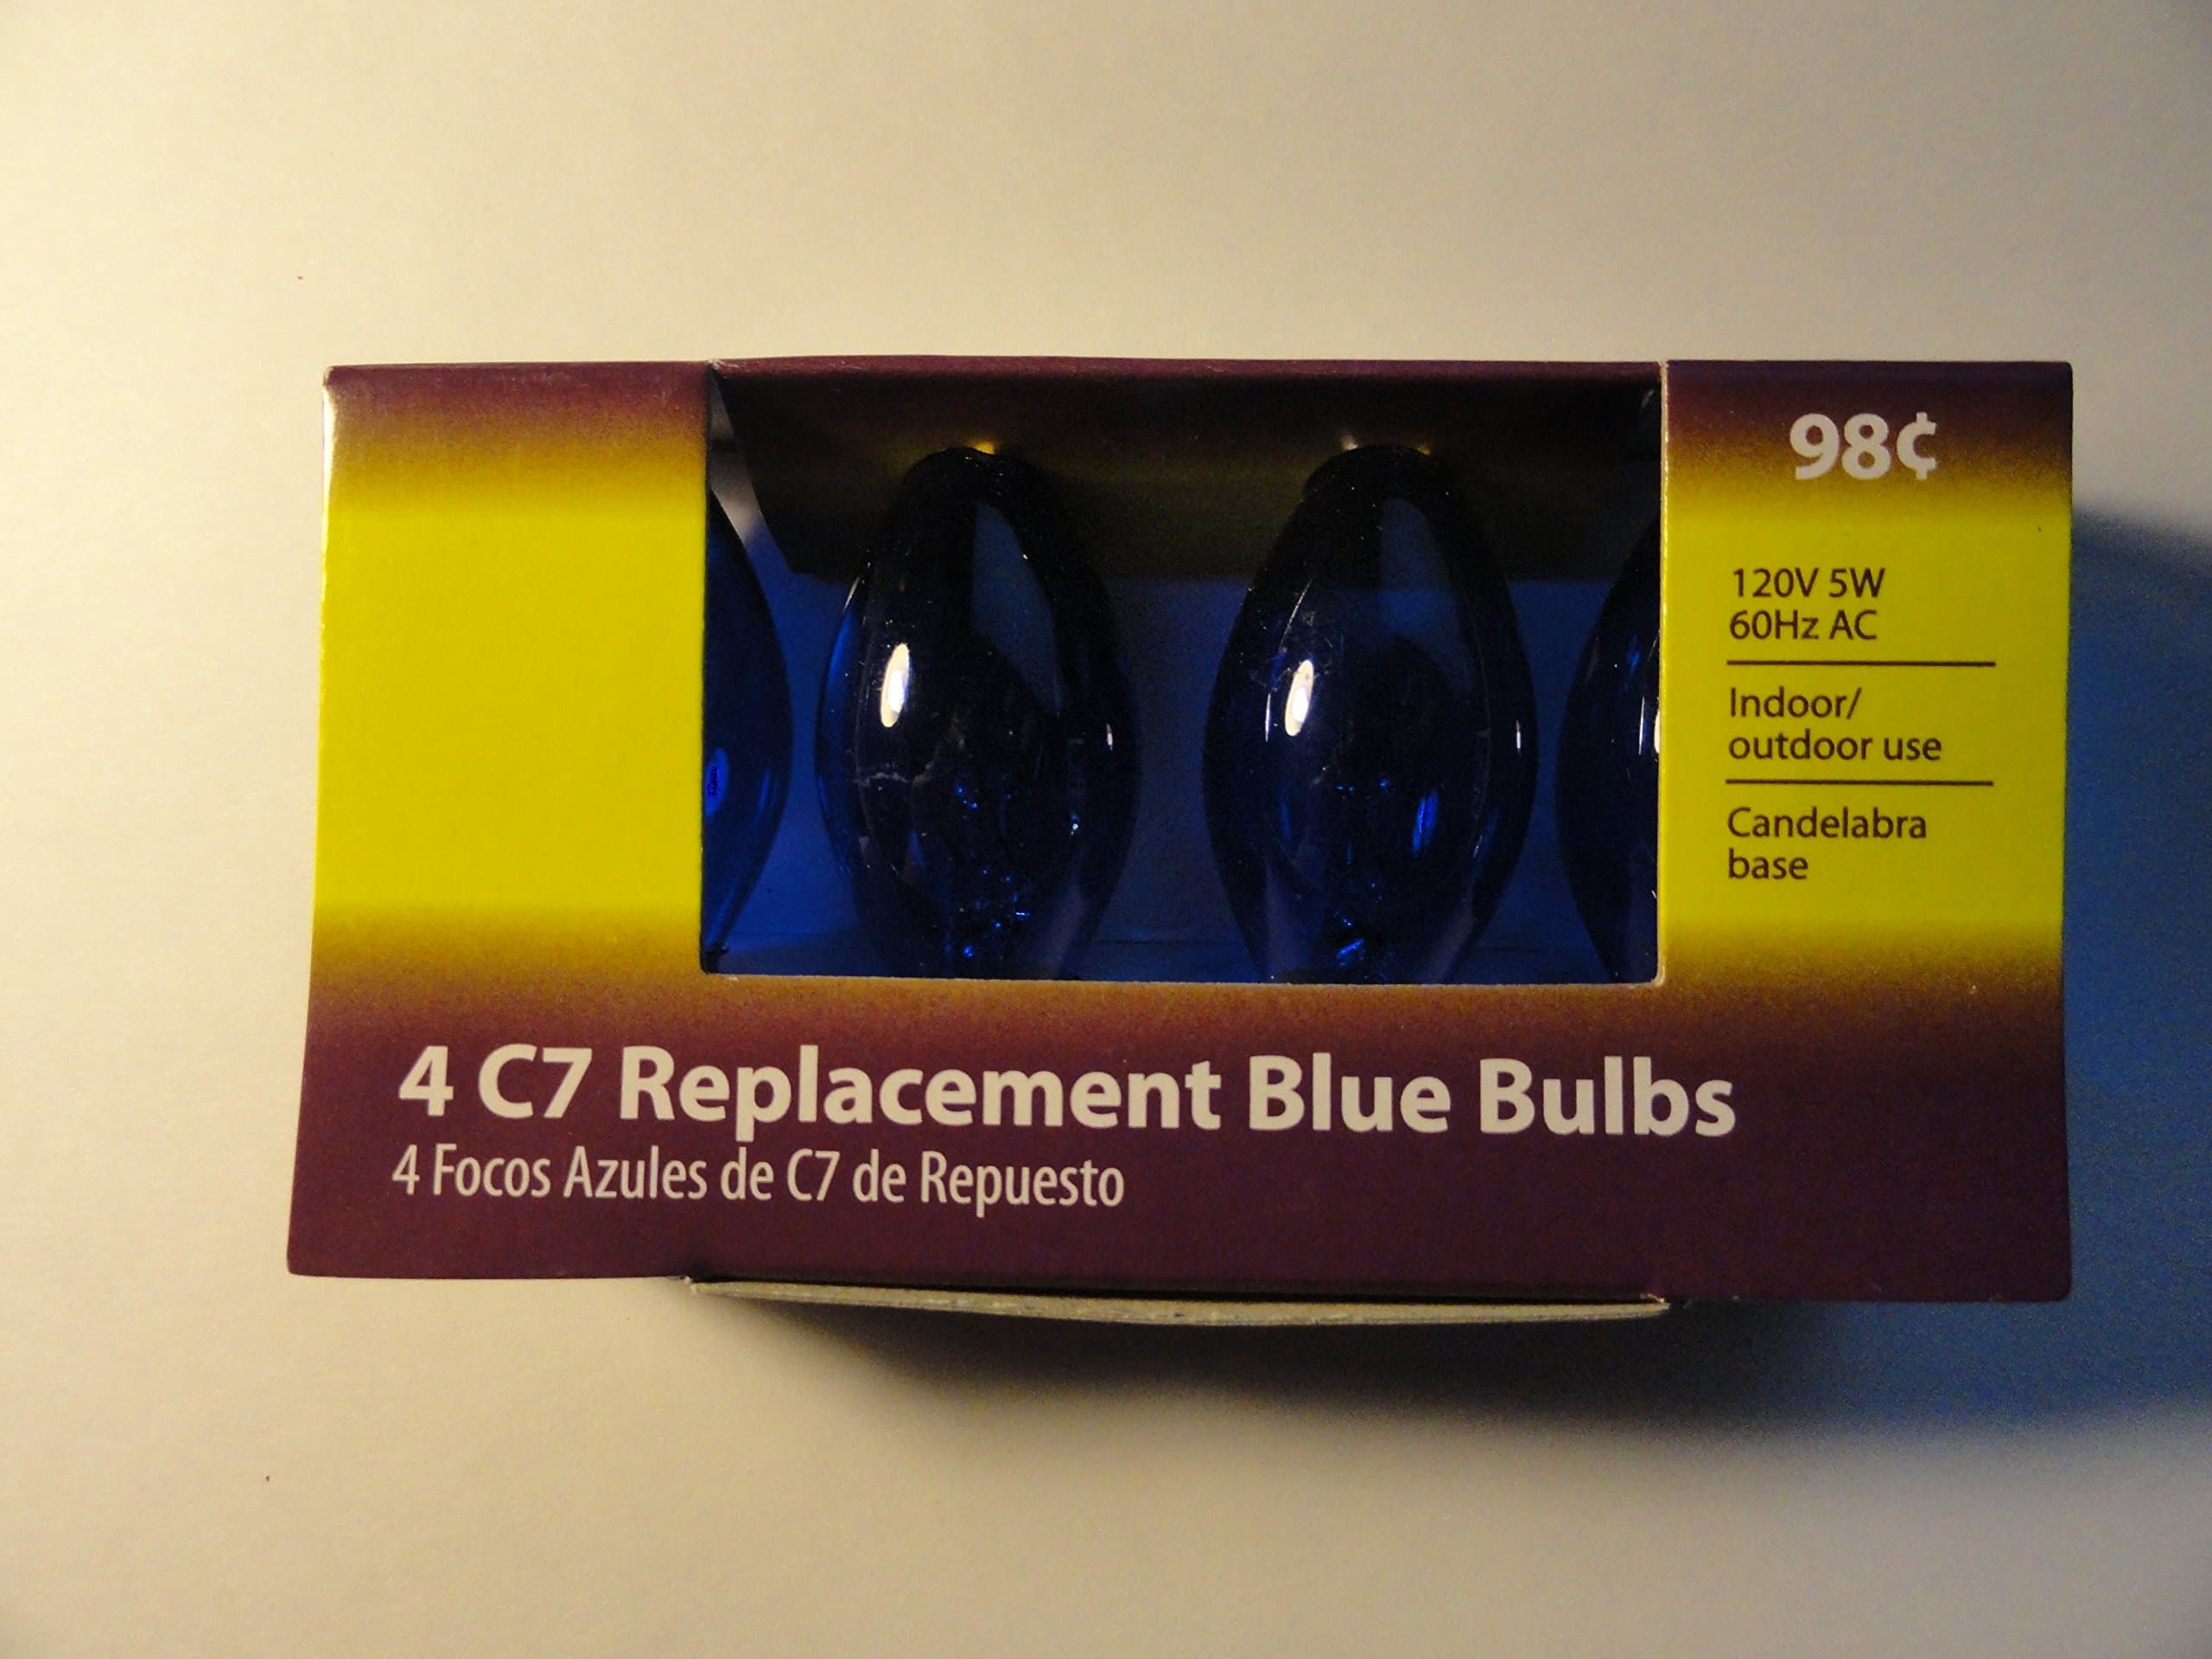 98¢
120V 5W
60Hz AC
Indoor/
outdoor use
Candelabra
base
4 C7 Replacement Blue Bulbs
4 Focos Azules de C7 de Repuesto